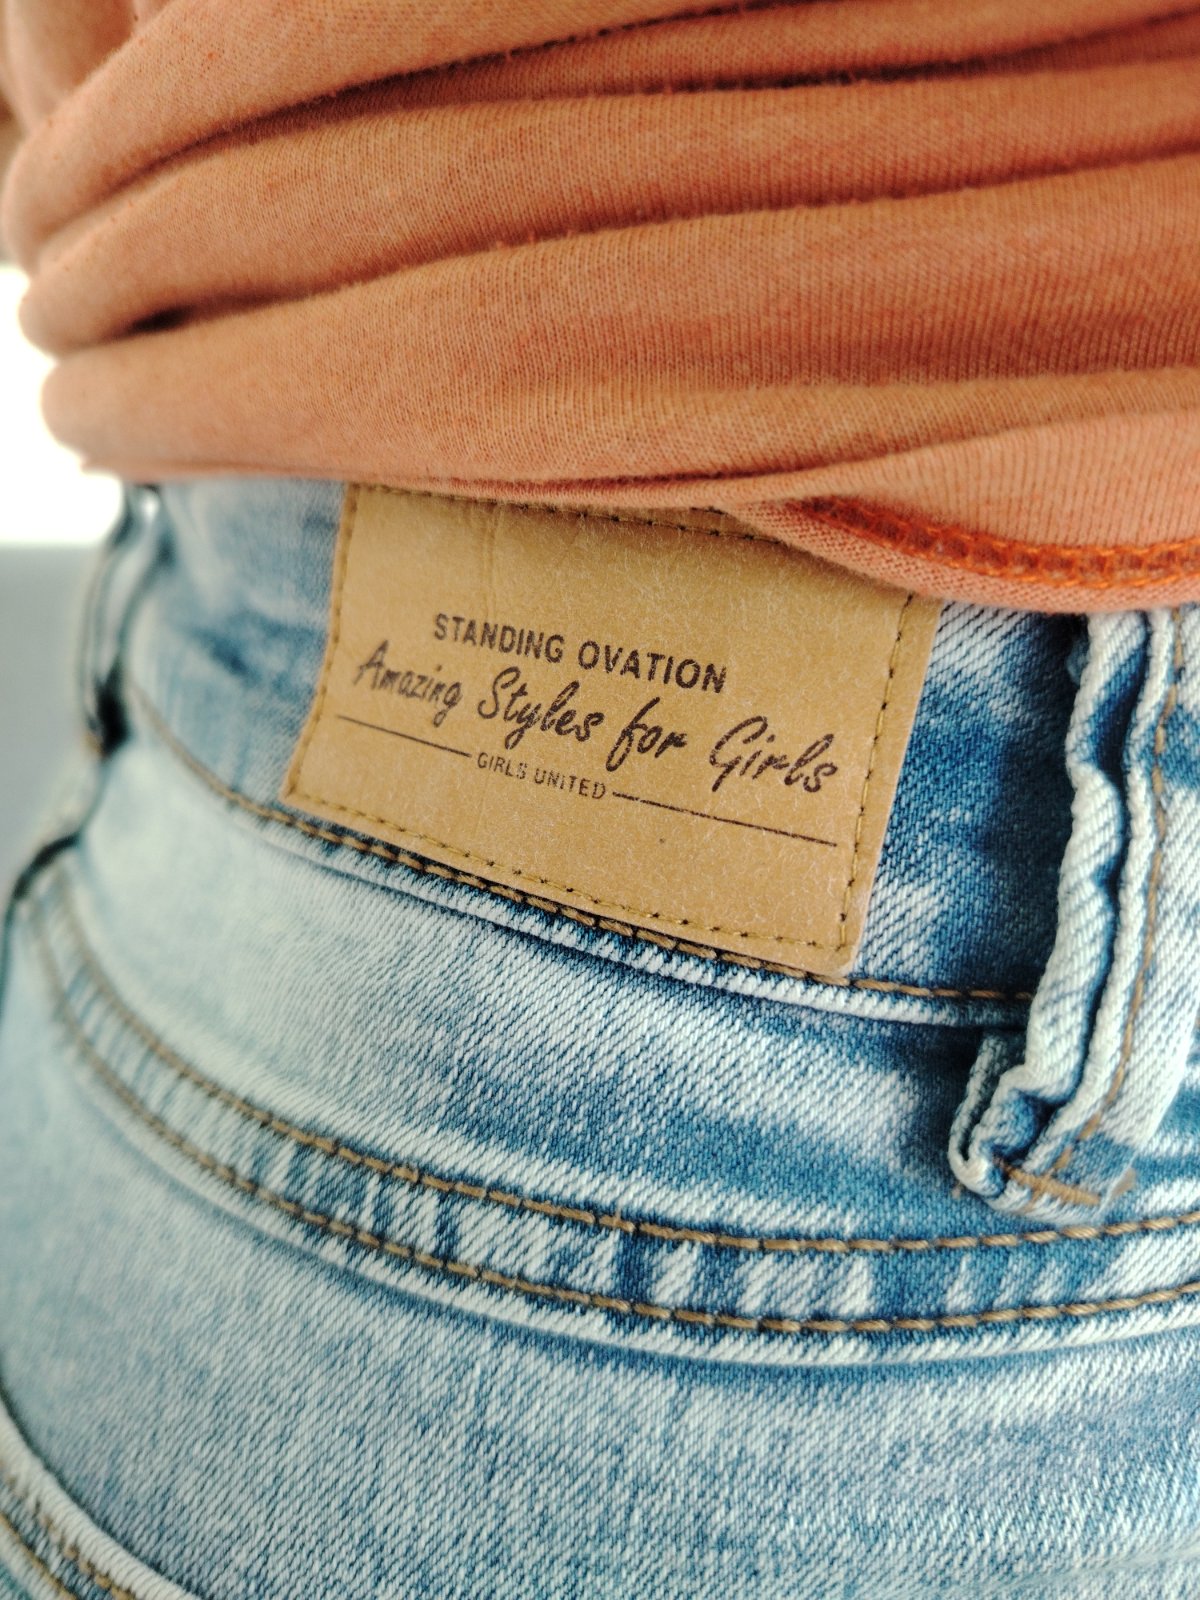 STANDING OVATION
Amazing Styles for Girls
GIRLS UNITED